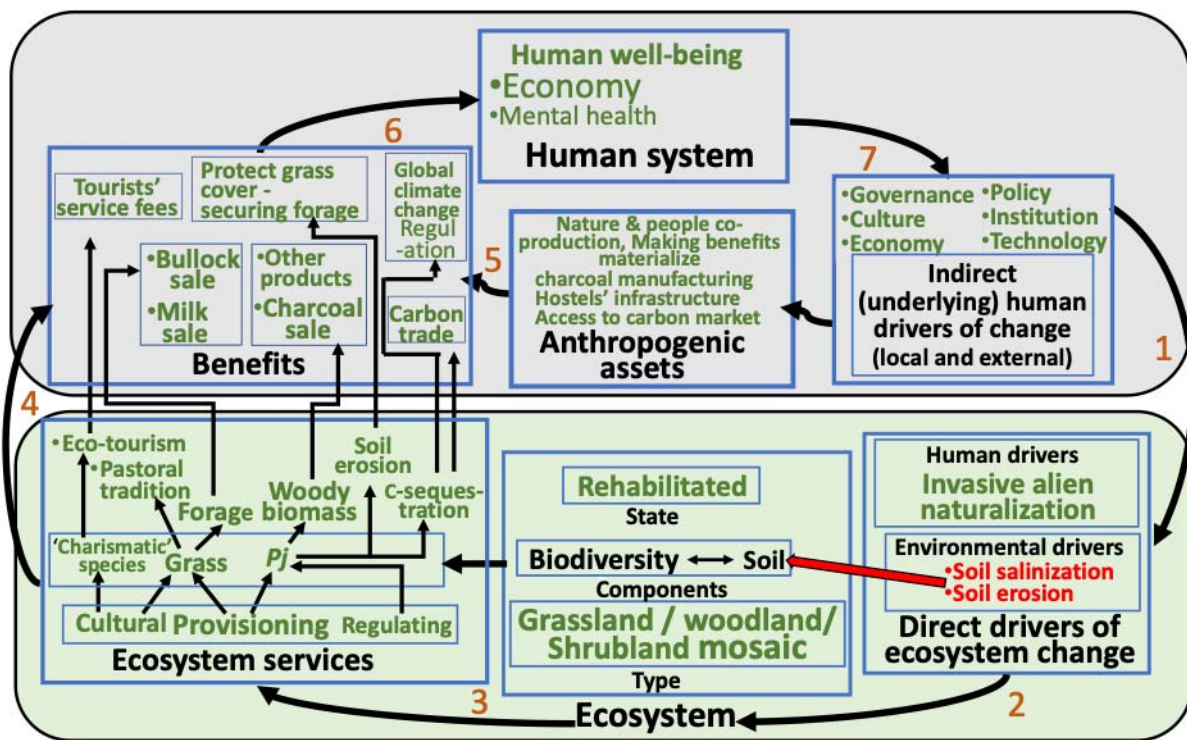 Human well-being
•Economy
•Mental health
Human system
6
7
Tourists'
service fees
Protect grass
cover -
securing forage
Global
climate
change
Regul
-ation
•Bullock
sale
•Milk
sale
•Other
products
•Charcoal
sale
Carbon
trade
Benefits
5
Nature & people co-
production, Making benefits
materialize
charcoal manufacturing
Hostels' infrastructure
Access to carbon market
Anthropogenic
assets
•Governance
•Culture
•Economy
•Policy
•Institution
•Technology
Indirect
(underlying) human
drivers of change
(local and external)
1
4
•Eco-tourism
•Pastoral
tradition
Forage
Woody
biomass
Soil
erosion
C-seques-
tration
'Charismatic'
species
Grass
Pj
Cultural
Provisioning
Regulating
Ecosystem services
Rehabilitated
State
Biodiversity
Soil
Components
Grassland / woodland/
Shrubland mosaic
Type
Human drivers
Invasive alien
naturalization
Environmental drivers
•Soil salinization
•Soil erosion
Direct drivers of
ecosystem change
3
Ecosystem
2